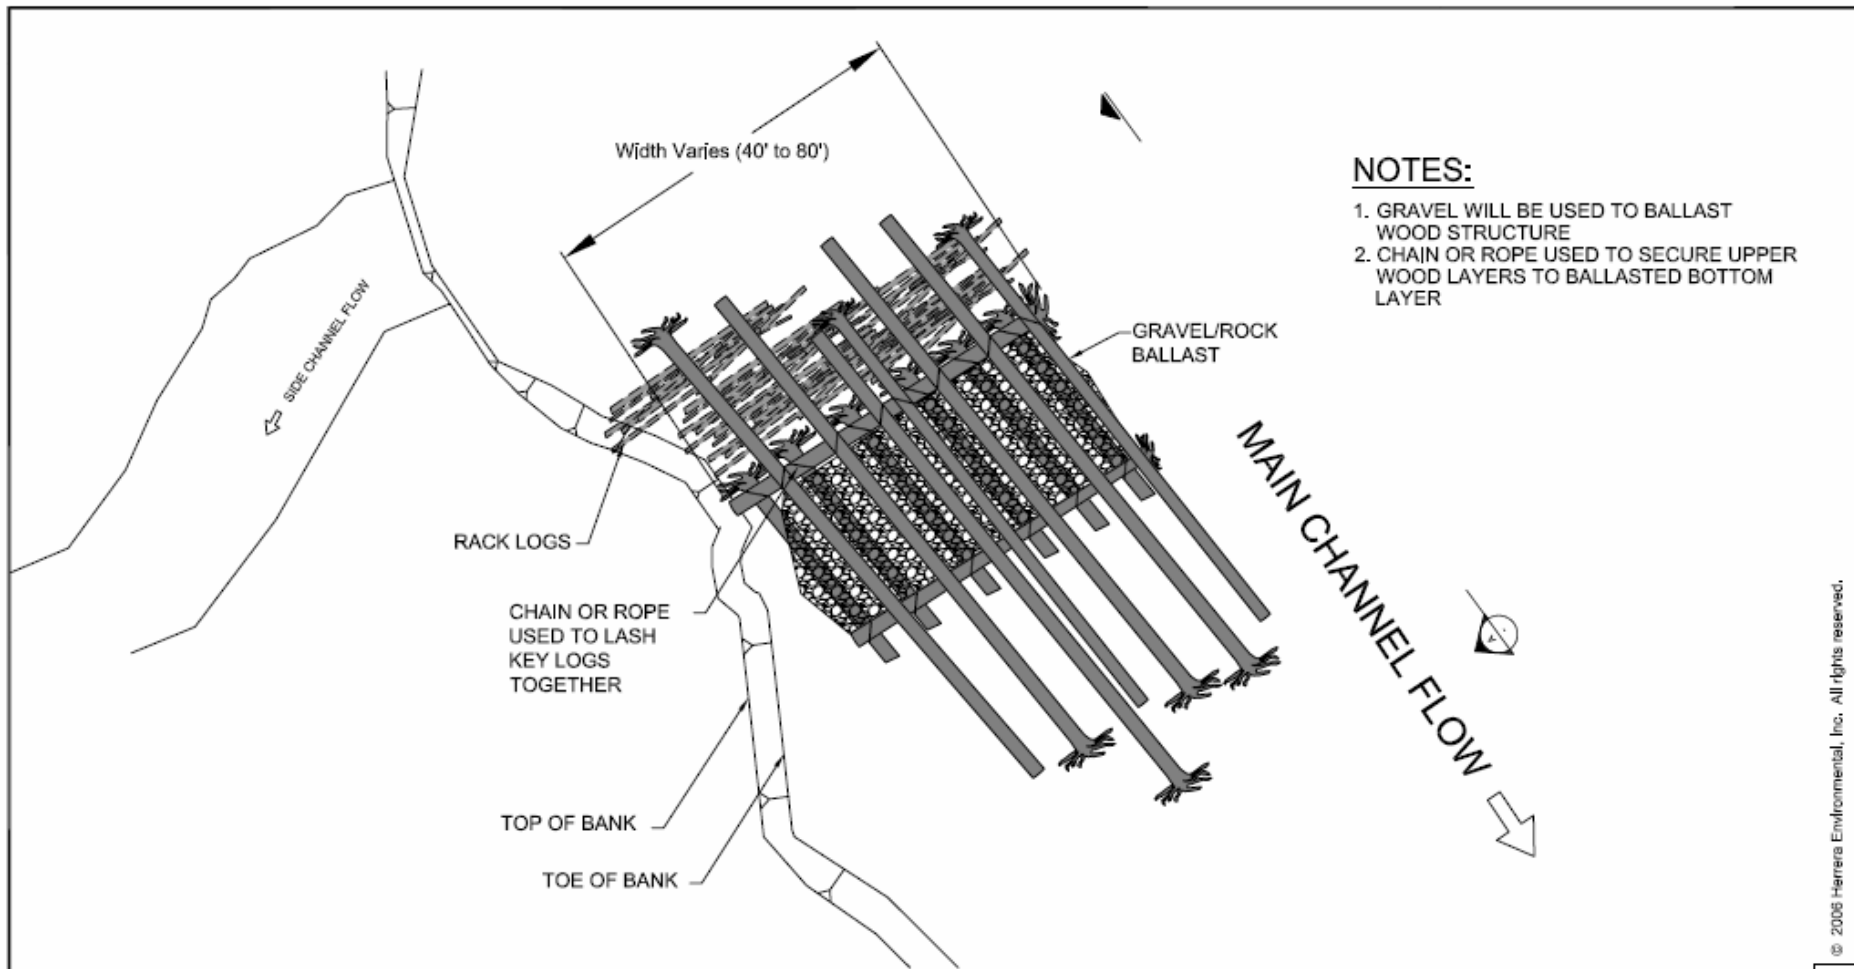 Width Varies (40' to 80')
NOTES:
1. GRAVEL WILL BE USED TO BALLAST
WOOD STRUCTURE
2. CHAIN OR ROPE USED TO SECURE UPPER
WOOD LAYERS TO BALLASTED BOTTOM
LAYER
SIDE CHANNEL FLOW
GRAVEL/ROCK
BALLAST
RACK LOGS
CHAIN OR ROPE
USED TO LASH
KEY LOGS
TOGETHER
MAIN CHANNEL FLOW
TOP OF BANK
TOE OF BANK
© 2006 Herrera Environmental, Inc. All rights reserved.